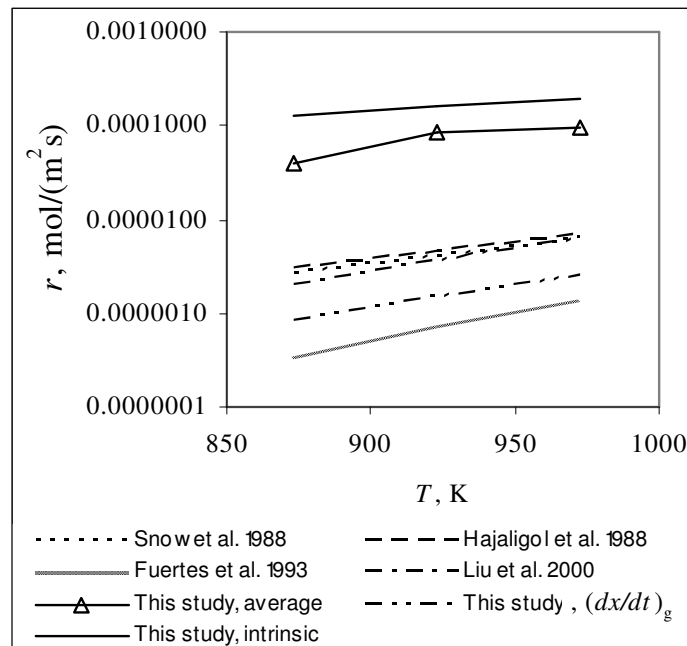 0.0010000
0.0001000
0.0000100
0.0000010
0.0000001
r, mol/(m²s)
850 900 950 1000
T, K
Snow et al. 1988 Hajaligol et al. 1988
Fuertes et al. 1993 Liu et al. 2000
This study, average This study, (dx/dt)g
This study, intrinsic